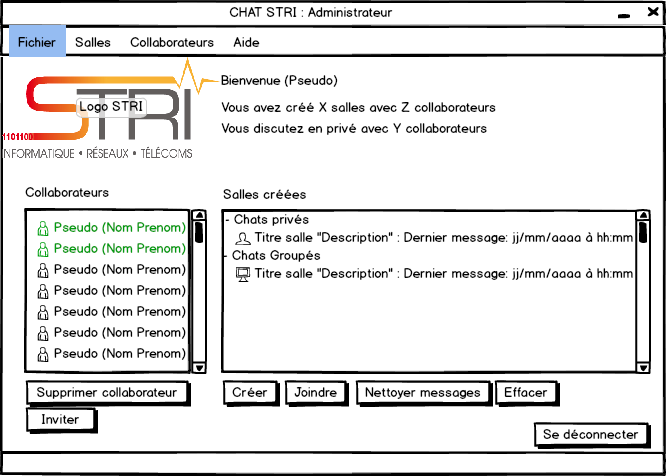 CHAT STRI : Administrateur
Fichier Salles Collaborateurs Aide
Bienvenue (Pseudo)
Logo STRI
STRI
11011000
Vous avez créé X salles avec Z collaborateurs
Vous discutez en privé avec Y collaborateurs
INFORMATIQUE • RÉSEAUX • TÉLÉCOMS
Collaborateurs
Pseudo (Nom Prenom)
Pseudo (Nom Prenom)
Pseudo (Nom Prenom)
Pseudo (Nom Prenom)
Pseudo (Nom Prenom)
Pseudo (Nom Prenom)
Pseudo (Nom Prenom)
Supprimer collaborateur
Inviter
Salles créées
- Chats privés
Titre salle "Description" : Dernier message: jj/mm/aaaa à hh:mm
- Chats Groupés
Titre salle "Description" : Dernier message: jj/mm/aaaa à hh:mm
Créer Joindre Nettoyer messages Effacer
Se déconnecter